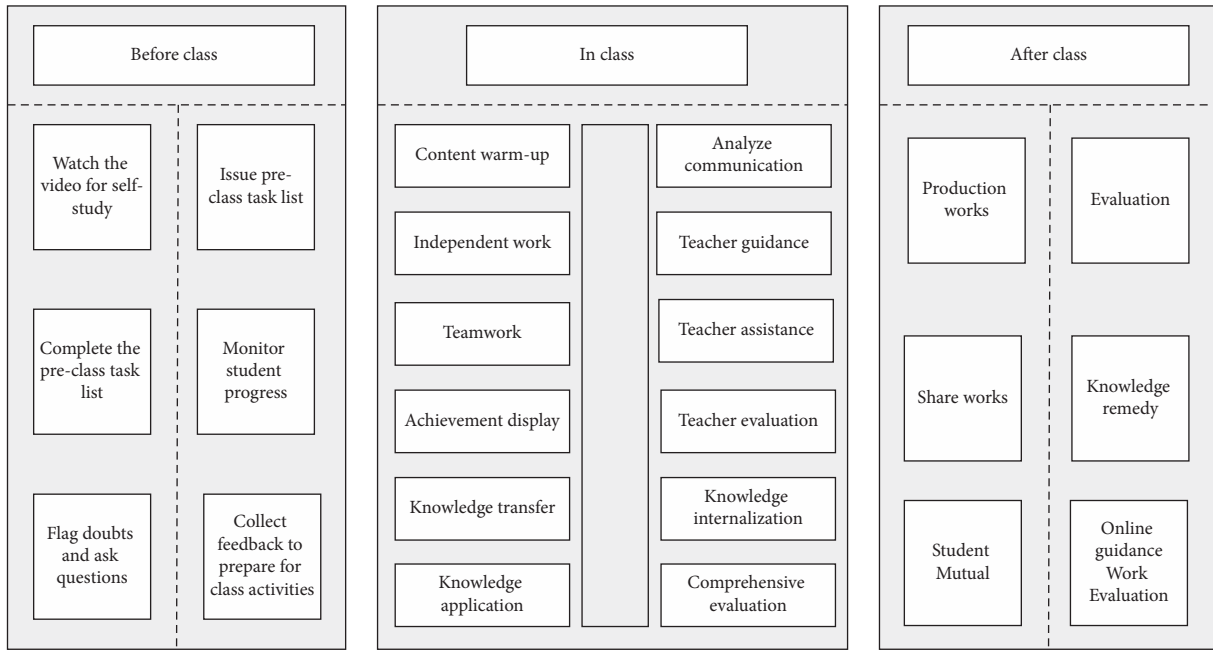 Before class
Watch the
video for self-
study
Issue pre-
class task list
Complete the
pre-class task
list
Monitor
student
progress
Flag doubts
and ask
questions
Collect
feedback to
prepare for
class activities
In class
Content warm-up
Analyze
communication
Independent work
Teacher guidance
Teamwork
Teacher assistance
Achievement display
Teacher evaluation
Knowledge transfer
Knowledge
internalization
Knowledge
application
Comprehensive
evaluation
After class
Production
works
Evaluation
Share works
Knowledge
remedy
Student
Mutual
Online
guidance
Work
Evaluation